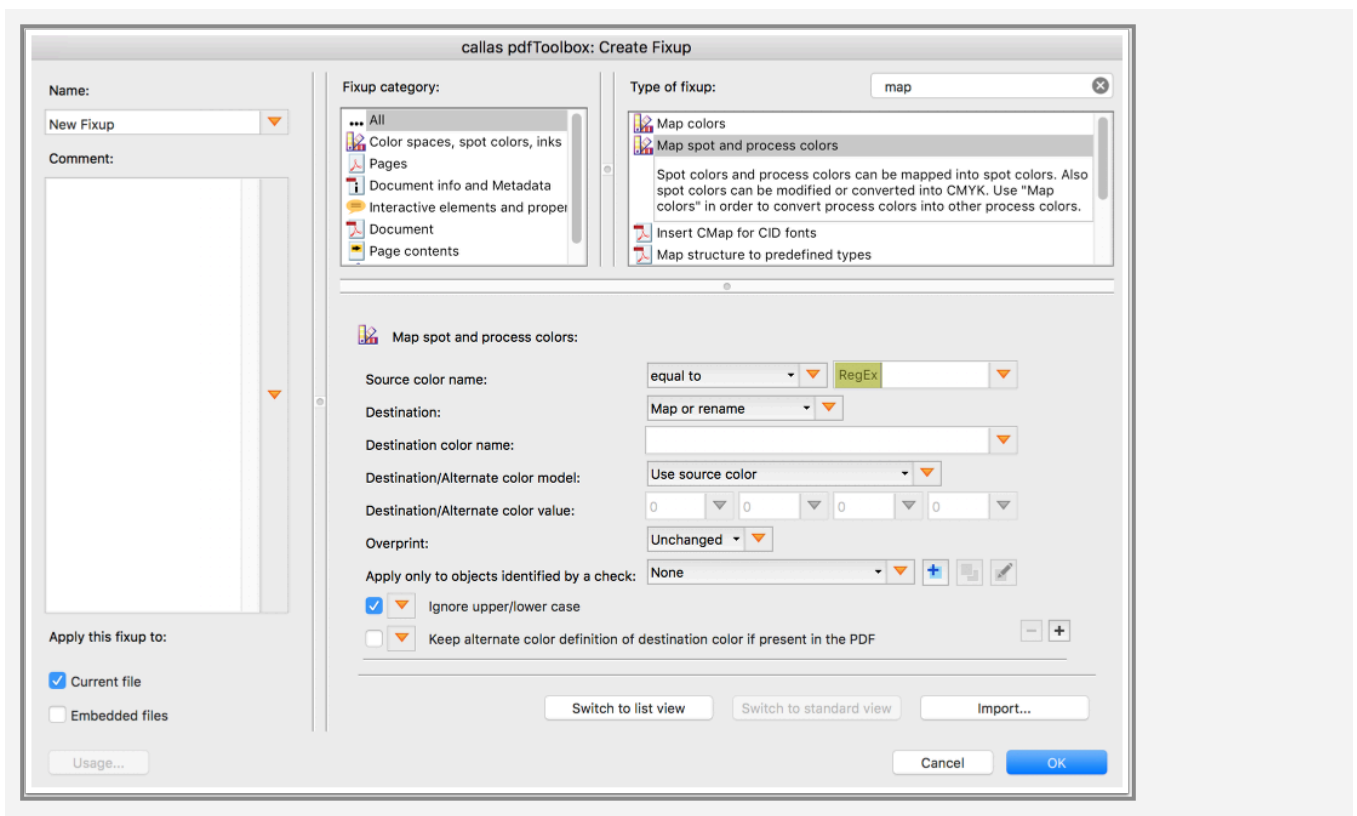 callas pdfToolbox: Create Fixup
Name:
New Fixup
Comment:
Apply this fixup to:
Current file
Embedded files
Usage...
Fixup category:
All
Color spaces, spot colors, inks
Pages
Document info and Metadata
Interactive elements and proper
Document
Page contents
Type of fixup:
map
Map colors
Map spot and process colors
Spot colors and process colors can be mapped into spot colors. Also
spot colors can be modified or converted into CMYK. Use "Map
colors" in order to convert process colors into other process colors.
Insert CMap for CID fonts
Map structure to predefined types
Map spot and process colors:
Source color name: equal to RegEx
Destination: Map or rename
Destination color name:
Destination/Alternate color model: Use source color
Destination/Alternate color value: 0 0 0 0
Overprint: Unchanged
Apply only to objects identified by a check: None
Ignore upper/lower case
Keep alternate color definition of destination color if present in the PDF
Switch to list view Switch to standard view Import...
Cancel OK